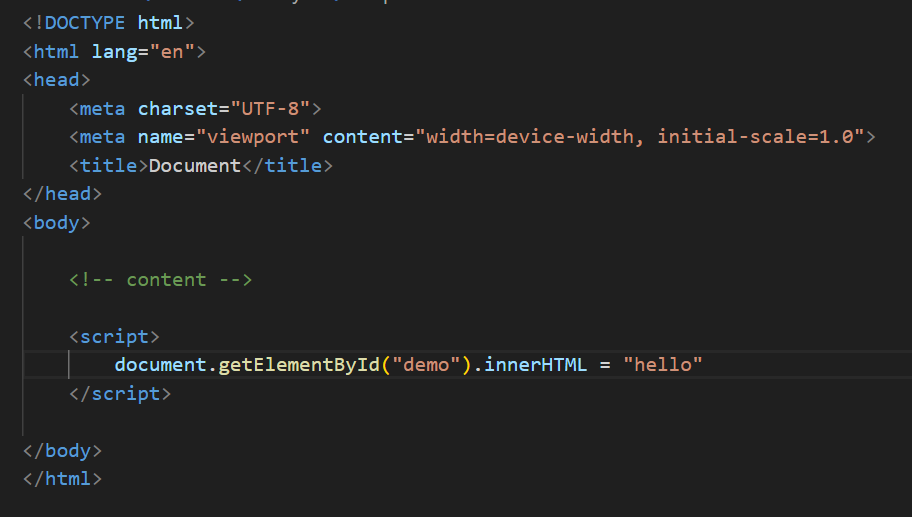 <!DOCTYPE html>
<html lang="en">
<head>
    <meta charset="UTF-8">
    <meta name="viewport" content="width=device-width, initial-scale=1.0">
    <title>Document</title>
</head>
<body>

    <!-- content -->

    <script>
        document.getElementById("demo").innerHTML = "hello"
    </script>

</body>
</html>